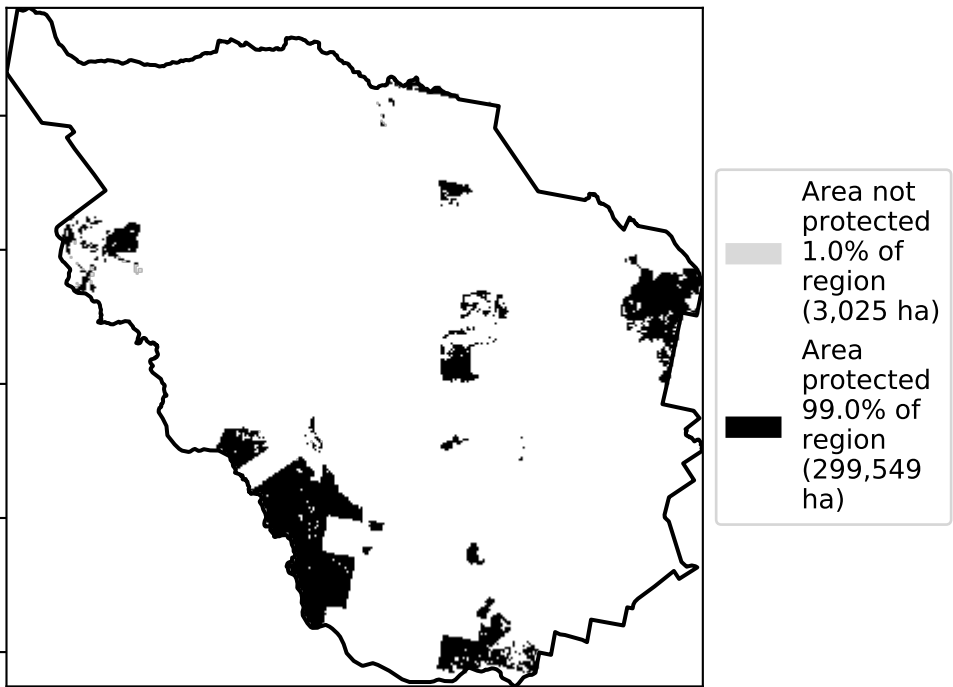 Area not
protected
1.0% of
region
(3,025 ha)
Area
protected
99.0% of
region
(299,549
ha)